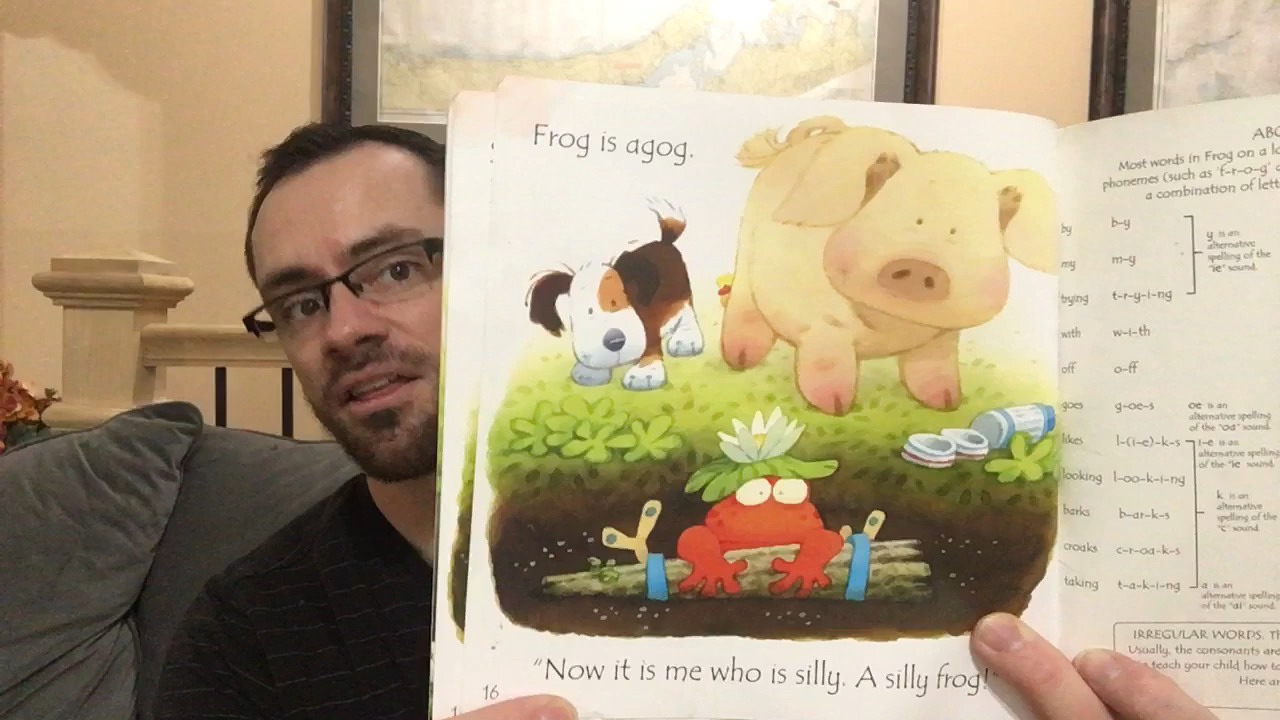 Frog is agog.
"Now it is me who is silly. A silly frog!"
16
Most words in Frog on a
phonemes (such as 'f-r-o-g'
a combination of
by b-y
my m-y
trying t-r-y-i-ng
y is an
alternative
spelling of the
"ie" sound.
with w-i-th
off o-ff
goes g-oe-s
oe is an
alternative spelling
of the "oa" sound.
likes l-(i-e)-k-s
i-e is an
alternative spelling
of the "ie" sound.
looking l-oo-k-i-ng
barks b-ar-k-s
k is an
alternative
spelling of the
"c" sound.
croaks c-r-oa-k-s
taking t-a-k-i-ng
a is an
alternative spelling
of the "ai" sound.
IRREGULAR WORDS.
Usually, the consonants are
teach your child how to
Here